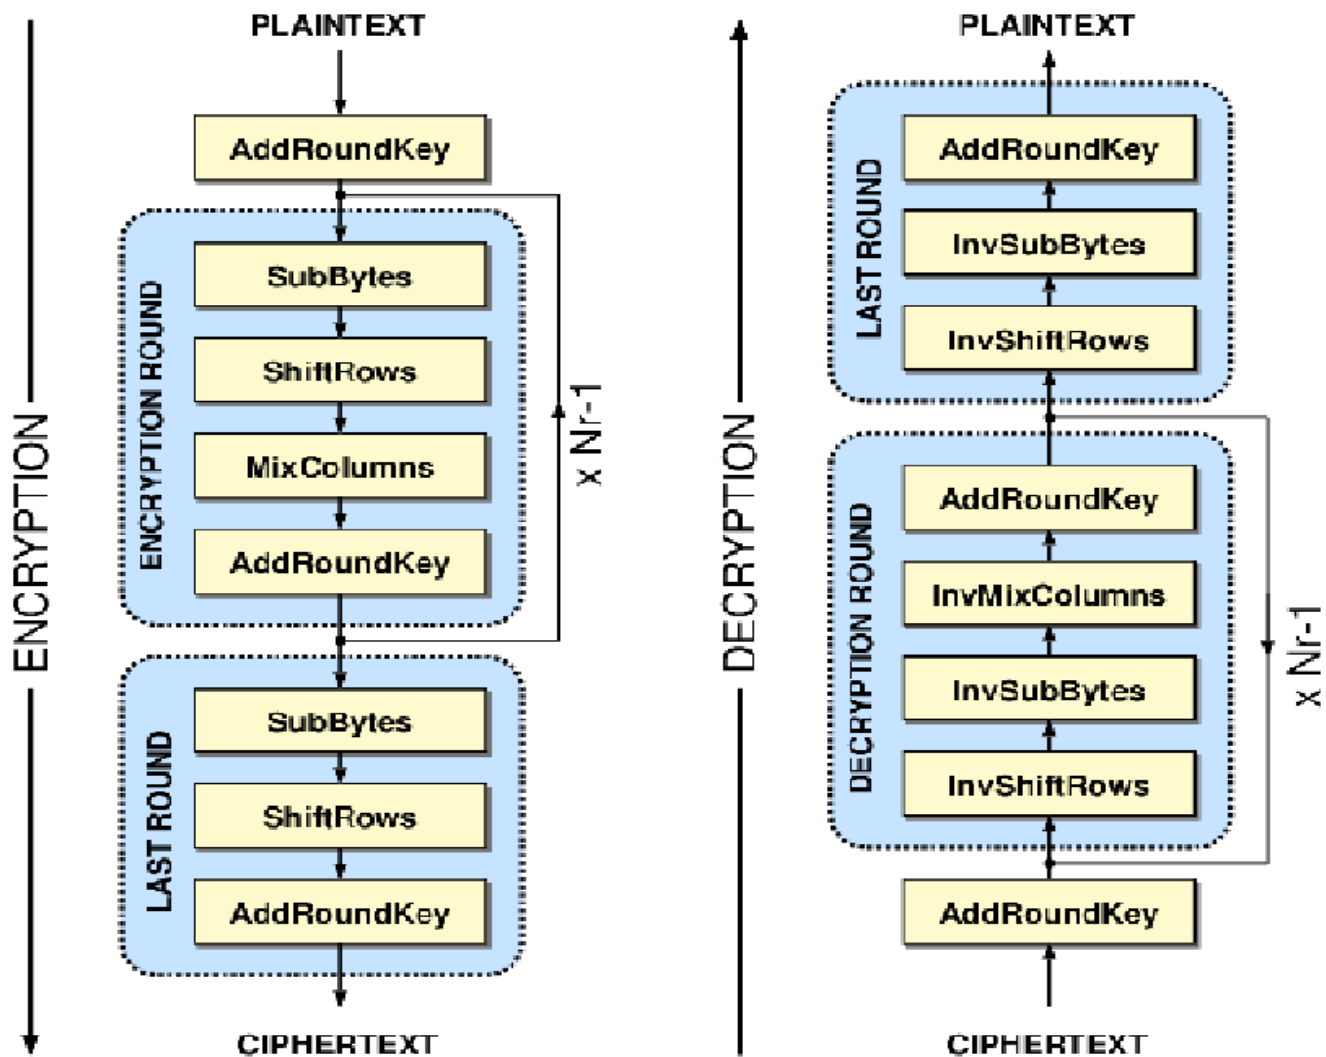 PLAINTEXT
AddRoundKey
ENCRYPTION ROUND
SubBytes
ShiftRows
MixColumns
AddRoundKey
x Nr-1
LAST ROUND
SubBytes
ShiftRows
AddRoundKey
CIPHERTEXT
ENCRYPTION
PLAINTEXT
LAST ROUND
AddRoundKey
InvSubBytes
InvShiftRows
DECRYPTION ROUND
AddRoundKey
InvMixColumns
InvSubBytes
InvShiftRows
x Nr-1
AddRoundKey
CIPHERTEXT
DECRYPTION